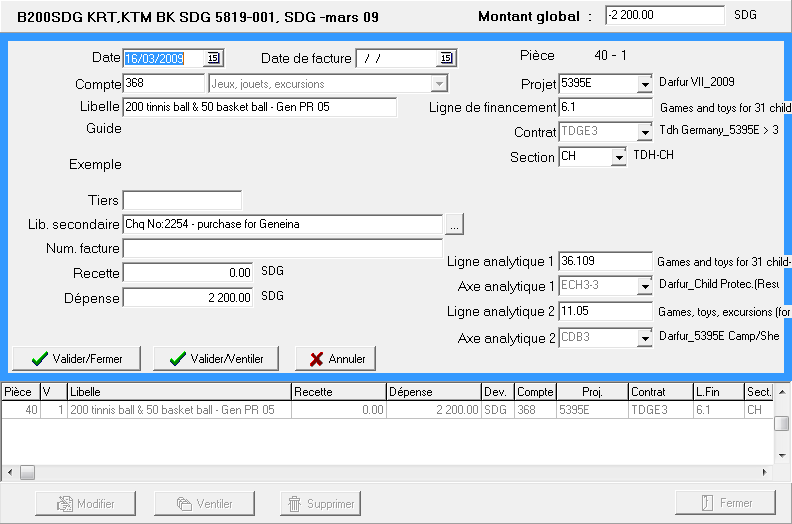 B200SDG KRT,KTM BK SDG 5819-001, SDG -mars 09 Montant global : -2 200.00 SDG
Date 16/03/2009 15 Date de facture / / 15 Pièce 40 - 1
Compte 368 Jeux, jouets, excursions Projet 5395E Darfur VII_2009
Libelle 200 tinnis ball & 50 basket ball - Gen PR 05 Ligne de financement 6.1 Games and toys for 31 child
Guide Contrat TDGE3 Tdh Germany_5395E > 3
Section CH TDH-CH
Exemple
Tiers
Lib. secondaire Chq No:2254 - purchase for Geneina ...
Num. facture
Ligne analytique 1 36.109 Games and toys for 31 child-
Recette 0.00 SDG
Axe analytique 1 ECH3-3 Darfur_Child Protec.(Resu
Dépense 2 200.00 SDG
Ligne analytique 2 11.05 Games, toys, excursions (for
Axe analytique 2 CDB3 Darfur_5395E Camp/She
Valider/Fermer Valider/Ventiler Annuler
Pièce V Libelle Recette Dépense Dev. Compte Proj. Contrat L.Fin Sect.
40 1 200 tinnis ball & 50 basket ball - Gen PR 05 0.00 2 200.00 SDG 368 5395E TDGE3 6.1 CH
Modifier Ventiler Supprimer Fermer